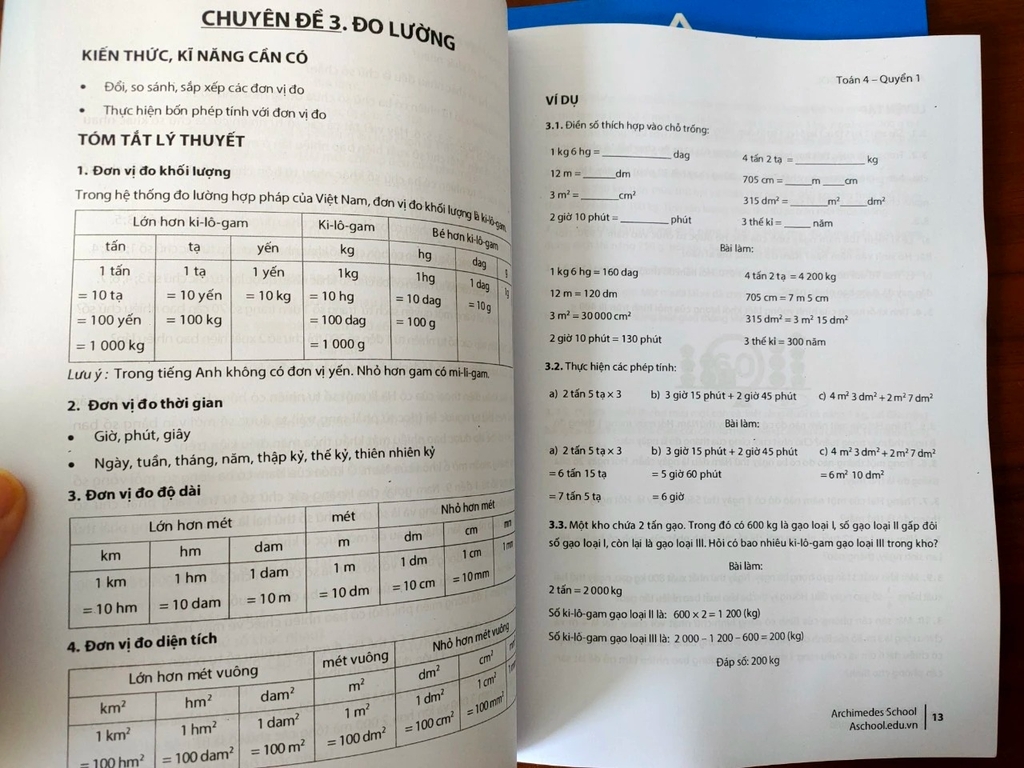 CHUYÊN ĐỀ 3. ĐO LƯỜNG
KIẾN THỨC, KĨ NĂNG CẦN CÓ
• Đổi, so sánh, sắp xếp các đơn vị đo
• Thực hiện bốn phép tính với đơn vị đo
TÓM TẮT LÝ THUYẾT
1. Đơn vị đo khối lượng
Trong hệ thống đo lường hợp pháp của Việt Nam, đơn vị đo khối lượng là ki-lô-gam.
Lớn hơn ki-lô-gam Ki-lô-gam Bé hơn ki-lô-gam
tấn tạ yến kg hg dag g
1 tấn 1 tạ 1 yến 1kg 1hg 1 dag 1g
= 10 tạ = 10 yến = 10 kg = 10 hg = 10 dag = 10 g
= 100 yến = 100 kg = 100 dag = 100 g
= 1 000 kg = 1 000 g
Lưu ý : Trong tiếng Anh không có đơn vị yến. Nhỏ hơn gam có mi-li-gam.
2. Đơn vị đo thời gian
• Giờ, phút, giây
• Ngày, tuần, tháng, năm, thập kỷ, thế kỷ, thiên nhiên kỷ
3. Đơn vị đo độ dài
Lớn hơn mét mét Nhỏ hơn mét
km hm dam m dm cm mm
1 km 1 hm 1 dam 1 m 1 dm 1 cm 1 mm
= 10 hm = 10 dam = 10 m = 10 dm = 10 cm = 10 mm
4. Đơn vị đo diện tích
Lớn hơn mét vuông mét vuông Nhỏ hơn mét vuông
km² hm² dam² m² dm² cm²
1 km² 1 hm² 1 dam² 1 m² 1 dm² 1 cm²
= 100 hm² = 100 dam² = 100 m² = 100 dm² = 100 cm² = 100 mm²
Toán 4 – Quyển 1
VÍ DỤ
3.1. Điền số thích hợp vào chỗ trống:
1 kg 6 hg = ____________ dag 4 tấn 2 tạ = ____________ kg
12 m = ______ dm 705 cm = _____m _____cm
3 m² = _______cm² 315 dm² = ______m² _____dm²
2 giờ 10 phút = _________ phút 3 thế kỉ = _____ năm
Bài làm:
1 kg 6 hg = 160 dag 4 tấn 2 tạ = 4 200 kg
12 m = 120 dm 705 cm = 7 m 5 cm
3 m² = 30 000 cm² 315 dm² = 3 m² 15 dm²
2 giờ 10 phút = 130 phút 3 thế kỉ = 300 năm
3.2. Thực hiện các phép tính:
a) 2 tấn 5 tạ × 3 b) 3 giờ 15 phút + 2 giờ 45 phút c) 4 m² 3 dm² + 2 m² 7 dm²
Bài làm:
a) 2 tấn 5 tạ × 3 b) 3 giờ 15 phút + 2 giờ 45 phút c) 4 m² 3 dm² + 2 m² 7 dm²
= 6 tấn 15 tạ = 5 giờ 60 phút = 6 m² 10 dm²
= 7 tấn 5 tạ = 6 giờ
3.3. Một kho chứa 2 tấn gạo. Trong đó có 600 kg là gạo loại I, số gạo loại II gấp đôi
số gạo loại I, còn lại là gạo loại III. Hỏi có bao nhiêu ki-lô-gam gạo loại III trong kho?
Bài làm:
2 tấn = 2 000 kg
Số ki-lô-gam gạo loại II là: 600 × 2 = 1 200 (kg)
Số ki-lô-gam gạo loại III là: 2 000 – 1 200 – 600 = 200 (kg)
Đáp số: 200 kg
Archimedes School
Aschool.edu.vn 13